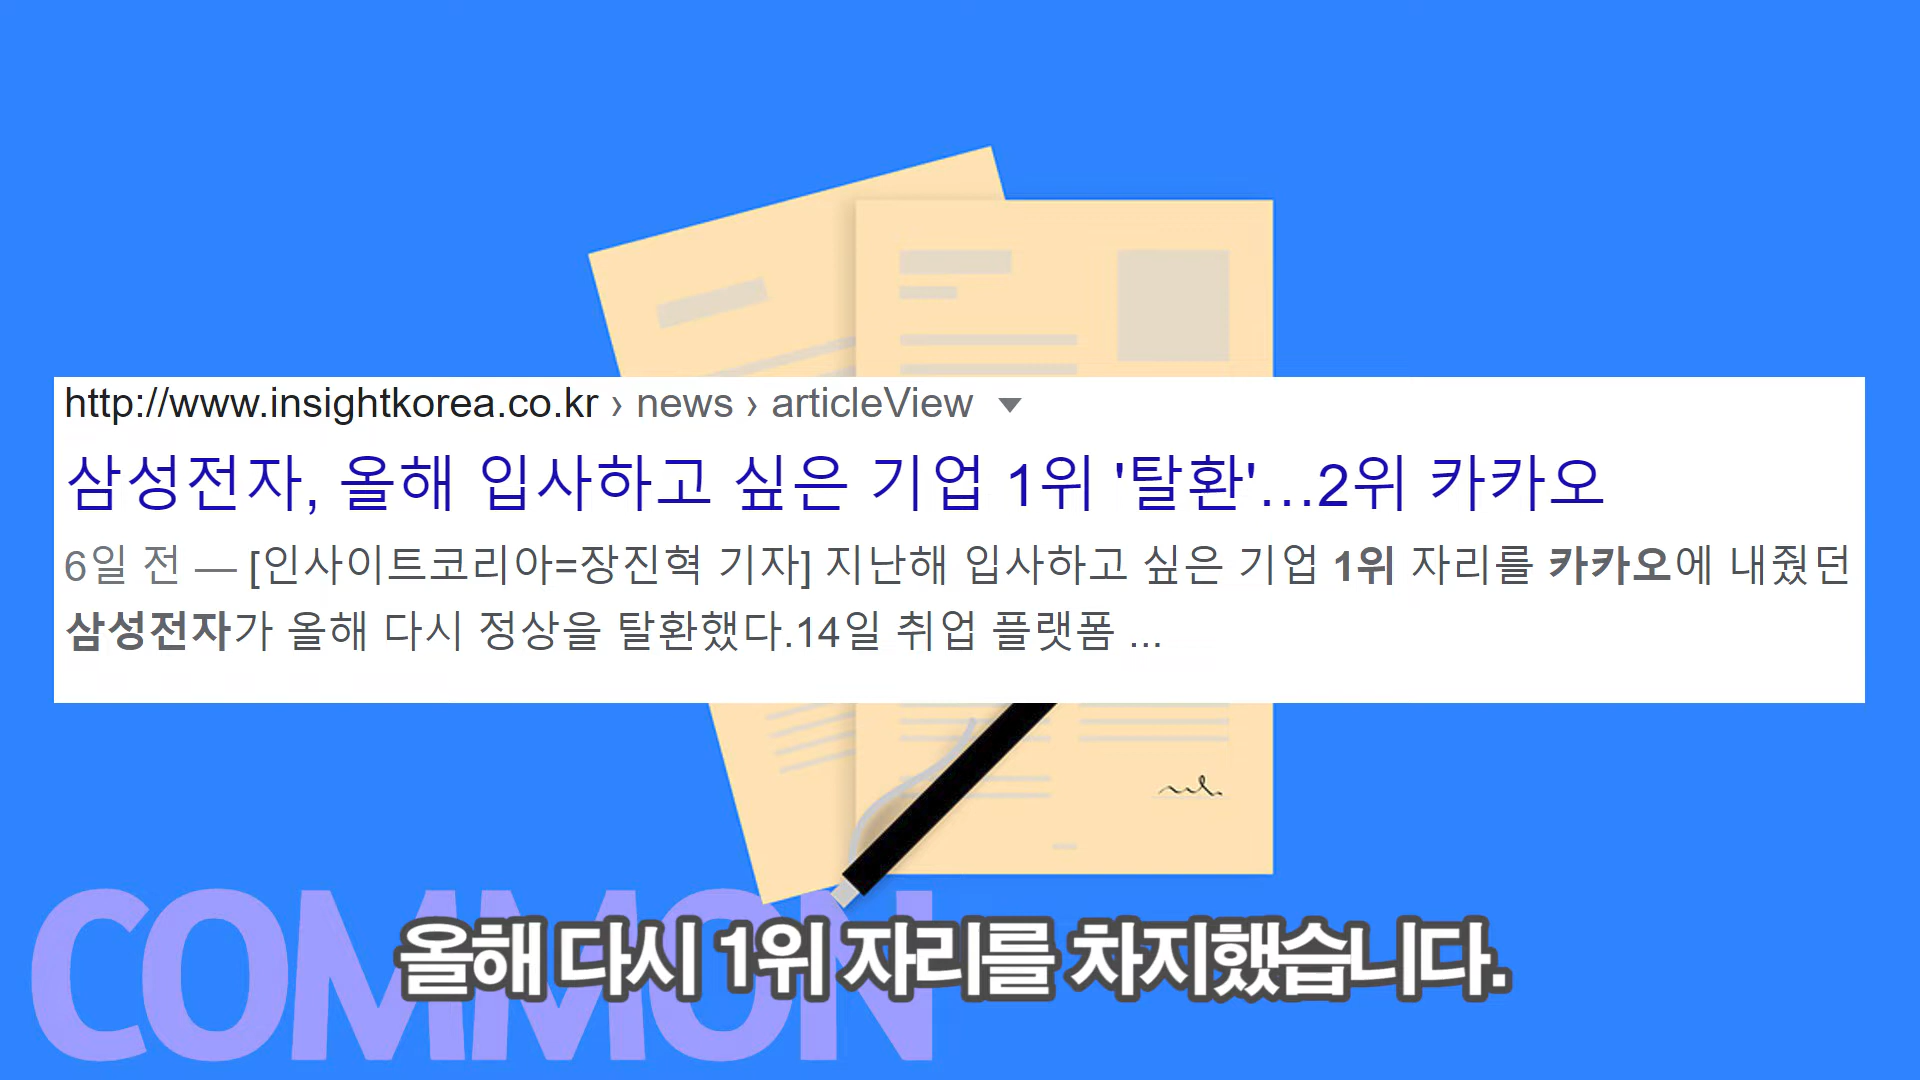 http://www.insightkorea.co.kr › news › articleView
삼성전자, 올해 입사하고 싶은 기업 1위 '탈환'...2위 카카오
6일 전 — [인사이트코리아=장진혁 기자] 지난해 입사하고 싶은 기업 1위 자리를 카카오에 내줬던
삼성전자가 올해 다시 정상을 탈환했다.14일 취업 플랫폼 ...
COMMON
올해 다시 1위 자리를 차지했습니다.